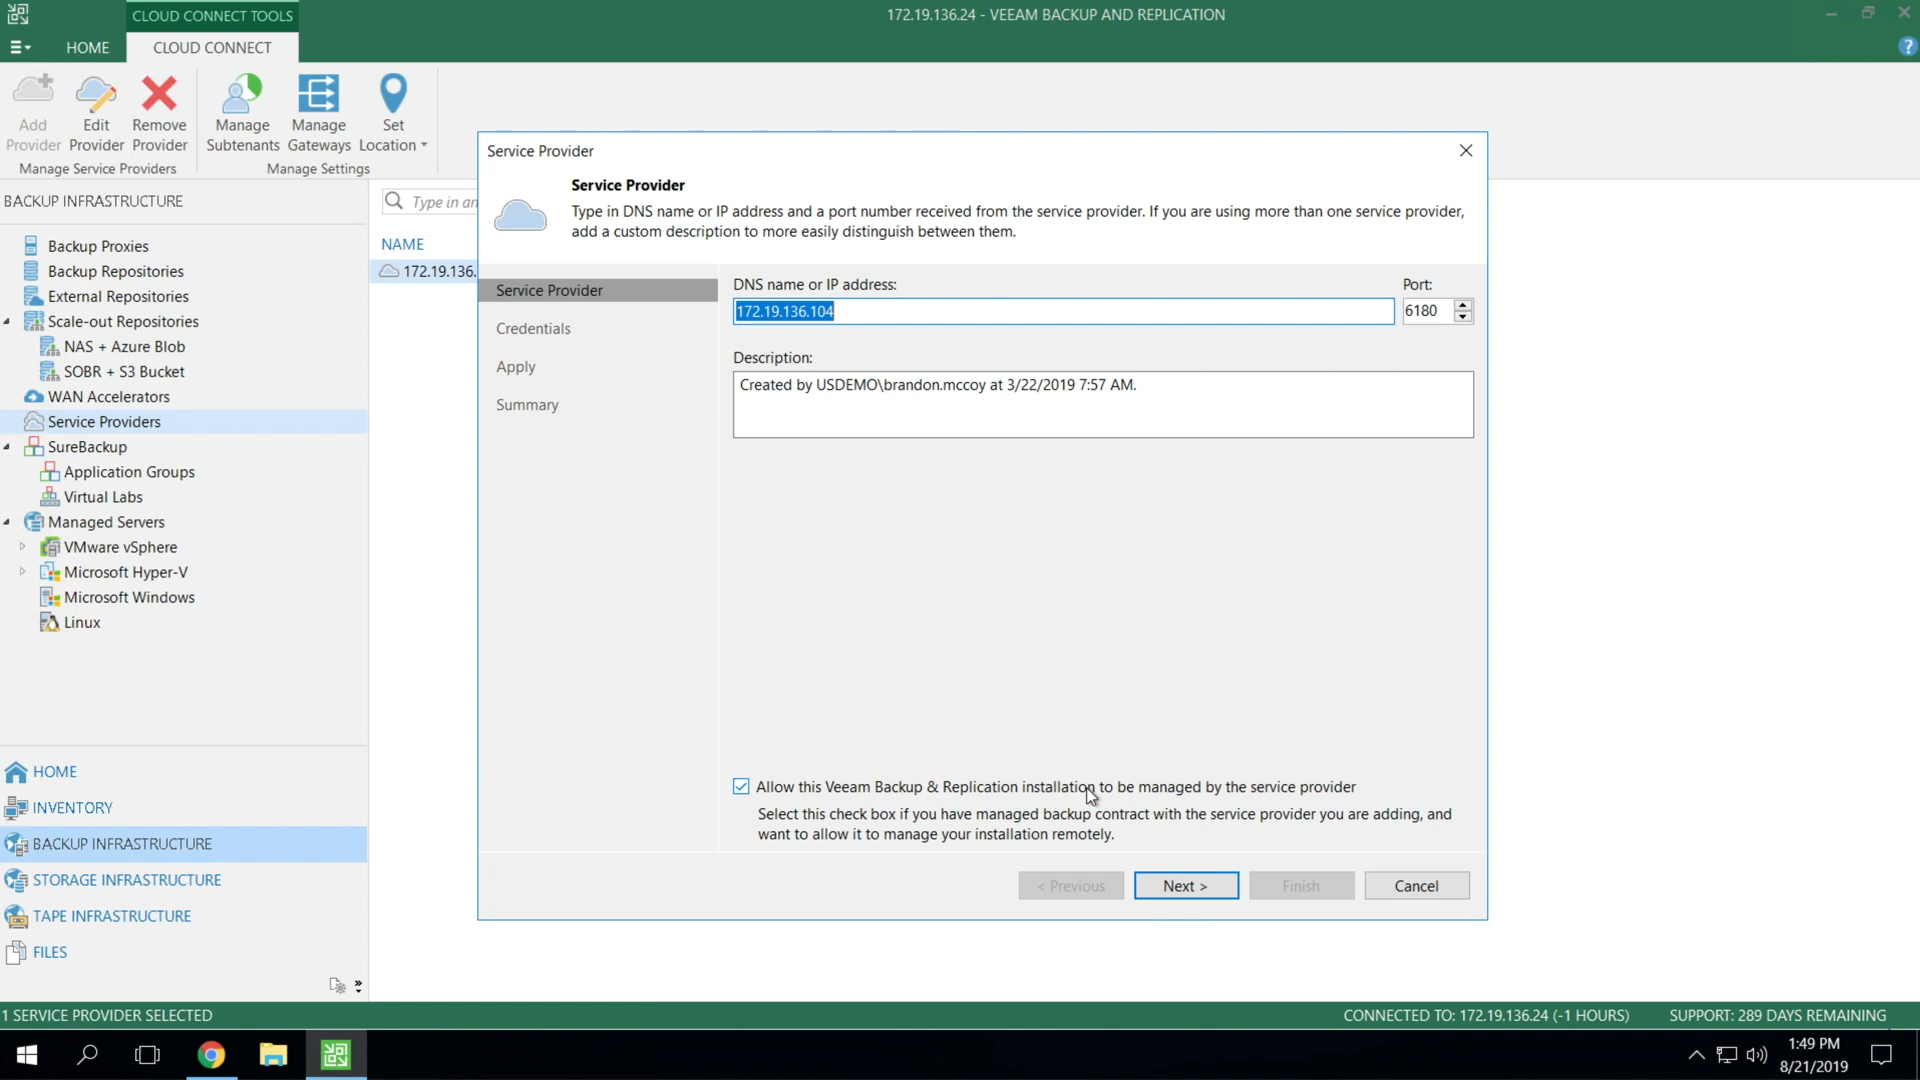 CLOUD CONNECT TOOLS
172.19.136.24 - VEEAM BACKUP AND REPLICATION
HOME
CLOUD CONNECT
?
Add
Provider
Edit
Provider
Remove
Provider
Manage Service Providers
Manage
Subtenants
Manage
Gateways
Set
Location
Manage Settings
BACKUP INFRASTRUCTURE
Backup Proxies
Backup Repositories
External Repositories
Scale-out Repositories
NAS + Azure Blob
SOBR + S3 Bucket
WAN Accelerators
Service Providers
SureBackup
Application Groups
Virtual Labs
Managed Servers
VMware vSphere
Microsoft Hyper-V
Microsoft Windows
Linux
HOME
INVENTORY
BACKUP INFRASTRUCTURE
STORAGE INFRASTRUCTURE
TAPE INFRASTRUCTURE
FILES
Type in an
NAME
172.19.136.
Service Provider
Service Provider
Type in DNS name or IP address and a port number received from the service provider. If you are using more than one service provider,
add a custom description to more easily distinguish between them.
Service Provider
Credentials
Apply
Summary
DNS name or IP address:
Port:
172.19.136.104
6180
Description:
Created by USDEMO\brandon.mccoy at 3/22/2019 7:57 AM.
Allow this Veeam Backup & Replication installation to be managed by the service provider
Select this check box if you have managed backup contract with the service provider you are adding, and
want to allow it to manage your installation remotely.
< Previous
Next >
Finish
Cancel
1 SERVICE PROVIDER SELECTED
CONNECTED TO: 172.19.136.24 (-1 HOURS)
SUPPORT: 289 DAYS REMAINING
1:49 PM
8/21/2019